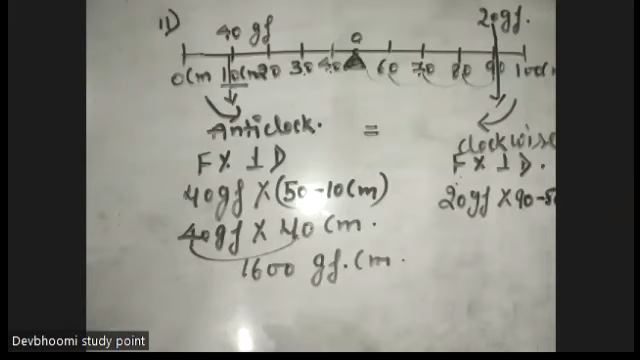 11)
40 gf
20gf.
0
0cm 10cm 20 30 40 60 70 80 90 100cm
Anticlock. =
Clockwise
F X ⊥ D
F X ⊥ D.
40gf X (50-10cm)
20gf X 90-50
40gf X 40 cm.
1600 gf.cm.
Devbhoomi study point